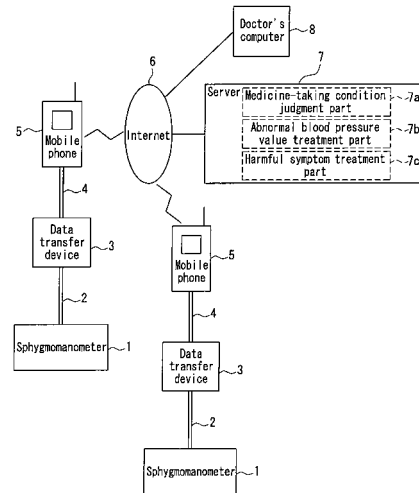 Doctor's
computer
8
6
7
Server
Medicine-taking condition
judgment part
7a
Abnormal blood pressure
value treatment part
7b
Harmful symptom treatment
part
7c
Internet
5
Mobile
phone
4
Data
transfer
device
3
2
Sphygmomanometer
1
Mobile
phone
5
4
Data
transfer
device
3
2
Sphygmomanometer
1